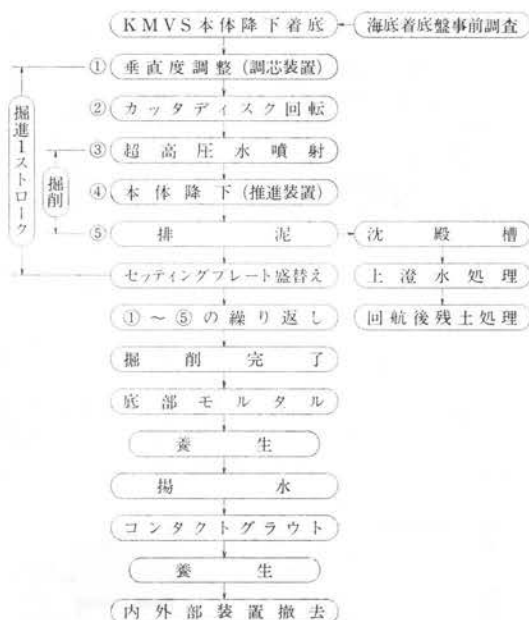 KMVS本体降下着底
海底着底盤事前調査
① 垂直度調整(調芯装置)
② カッタディスク回転
③ 超高圧水噴射
④ 本体降下(推進装置)
⑤ 排泥
沈殿槽
セッティングプレート盛替え
上澄水処理
①〜⑤の繰り返し
回航後残土処理
掘進1ストローク
掘削
掘削完了
底部モルタル
養生
揚水
コンタクトグラウト
養生
内外部装置撤去